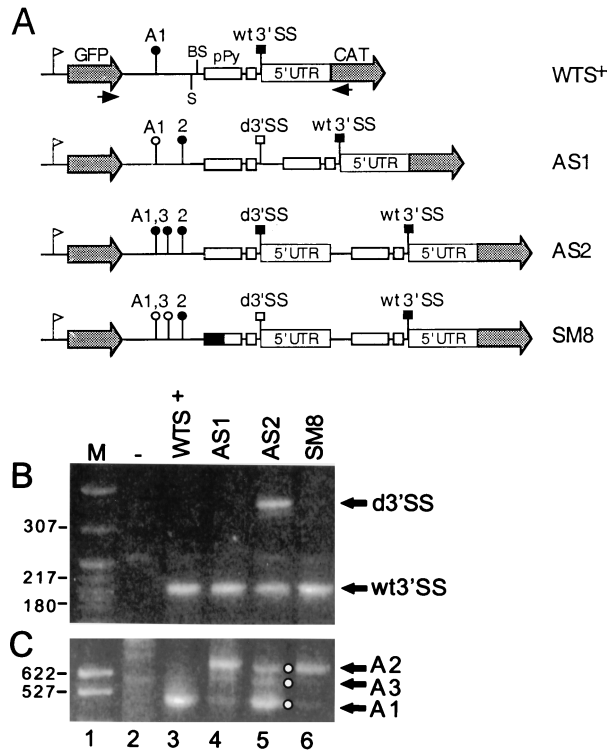 A
A1
wt 3'SS
GFP
BS
pPy
CAT
S
5'UTR
WTS+
A1
2
d3'SS
wt 3'SS
5'UTR
AS1
A1,3
2
d3'SS
wt 3'SS
5'UTR
5'UTR
AS2
A1,3
2
d3'SS
wt 3'SS
5'UTR
5'UTR
SM8
M
-
WTS +
AS1
AS2
SM8
B
d3'SS
307-
217-
wt3'SS
180-
C
A2
622-
A3
527-
A1
1 2 3 4 5 6